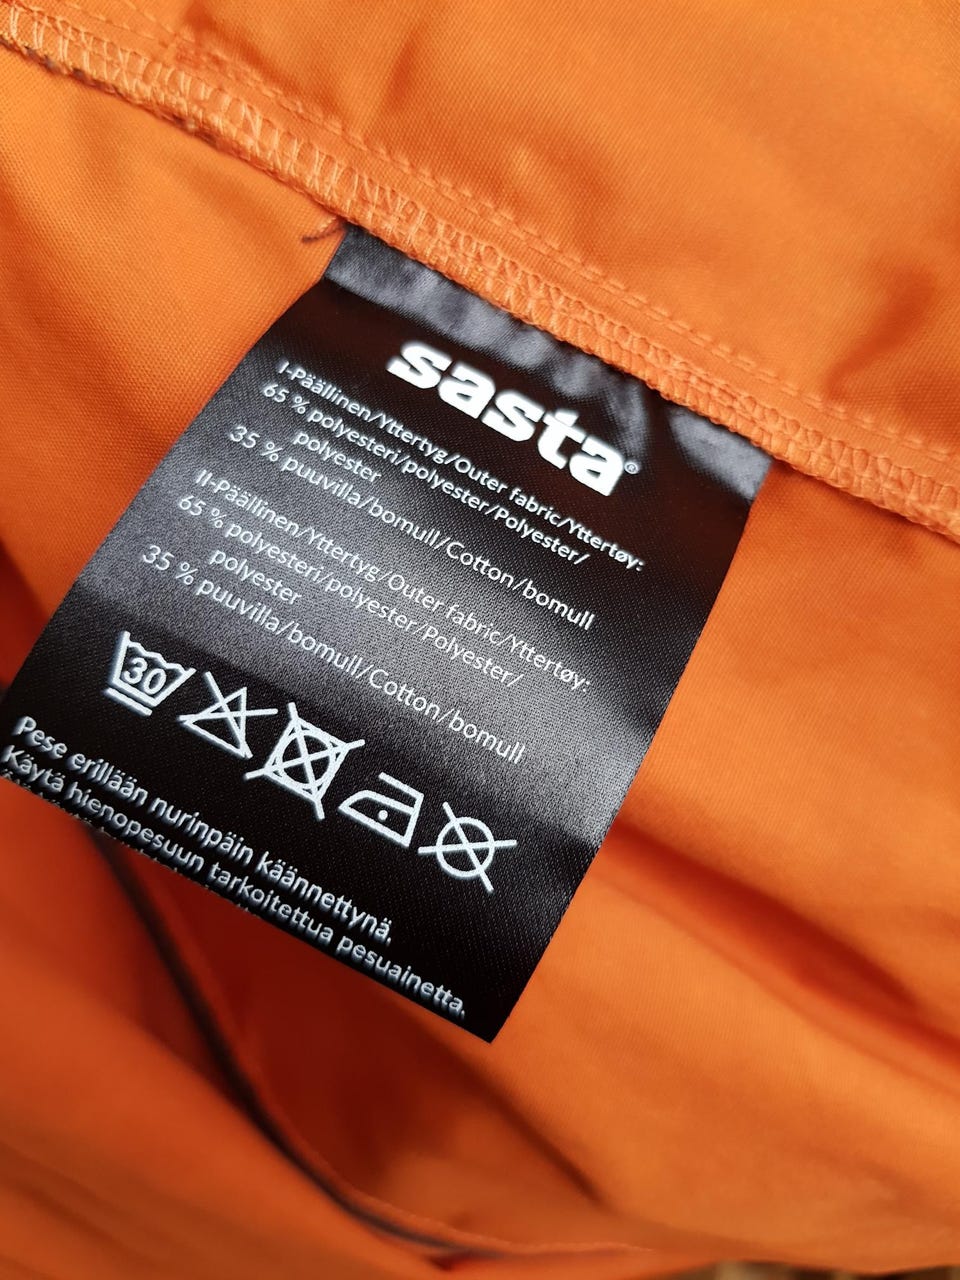 sasta®
I-Päällinen/Yttertyg/Outer fabric/Yttertøy:
65 % polyesteri/polyester/Polyester/
polyester
35 % puuvilla/bomull/Cotton/bomull
II-Päällinen/Yttertyg/Outer fabric/Yttertøy:
65 % polyesteri/polyester/Polyester/
polyester
35 % puuvilla/bomull/Cotton/bomull
30
Pese erillään nurinpäin käännettynä.
Käytä hienopesuun tarkoitettua pesuainetta.